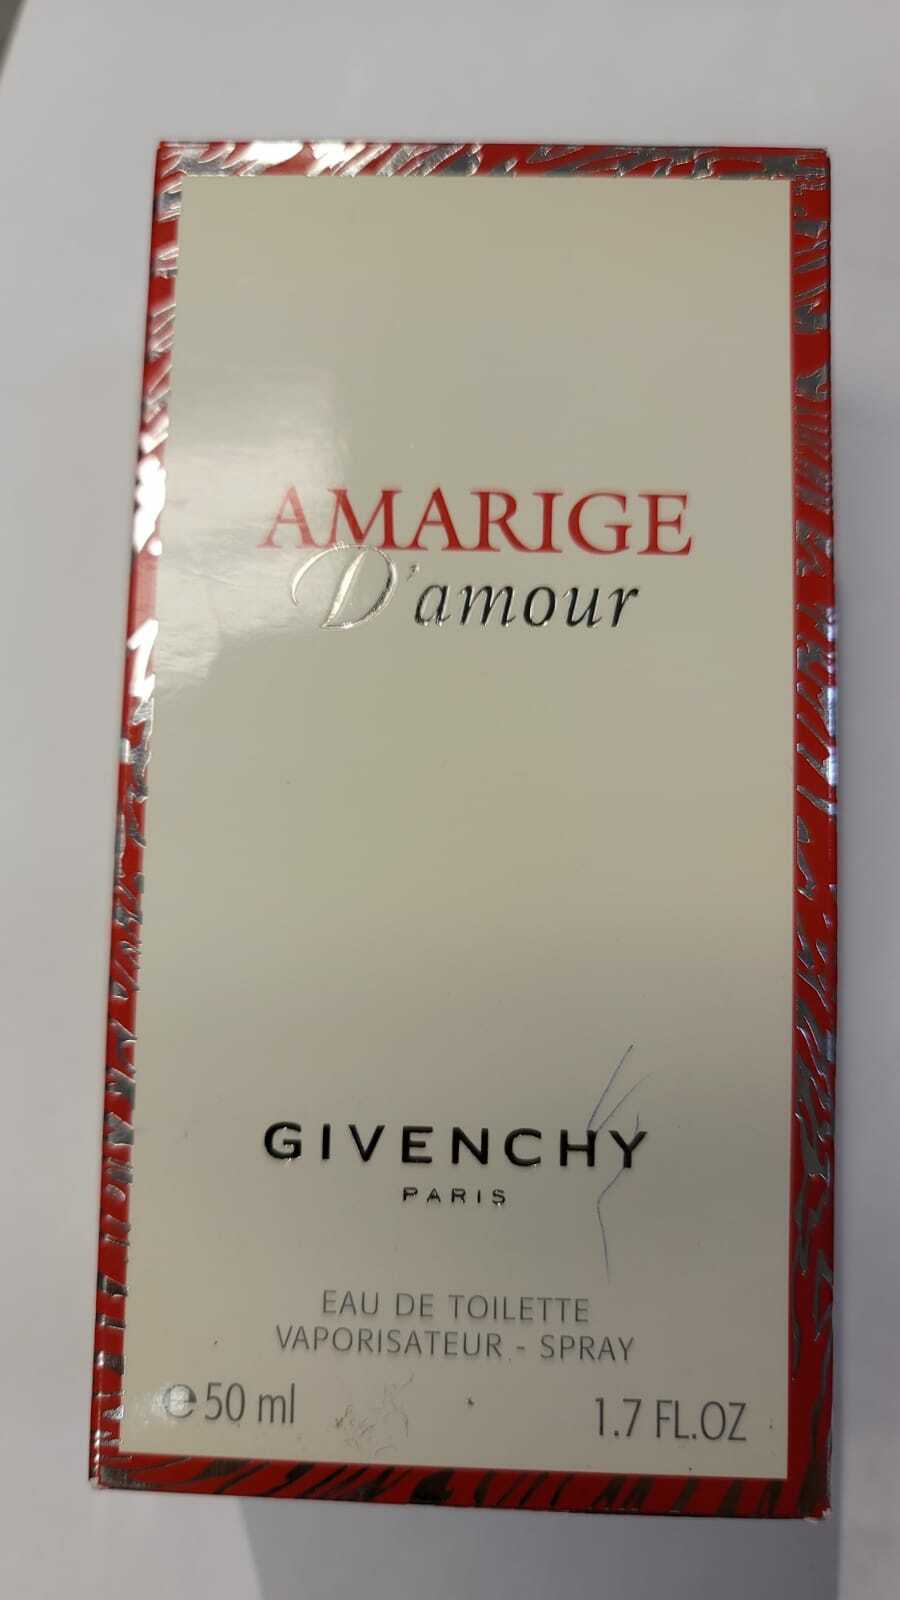 AMARIGE
D'amour
GIVENCHY
PARIS
EAU DE TOILETTE
VAPORISATEUR - SPRAY
℮ 50 ml
1.7 FL.OZ